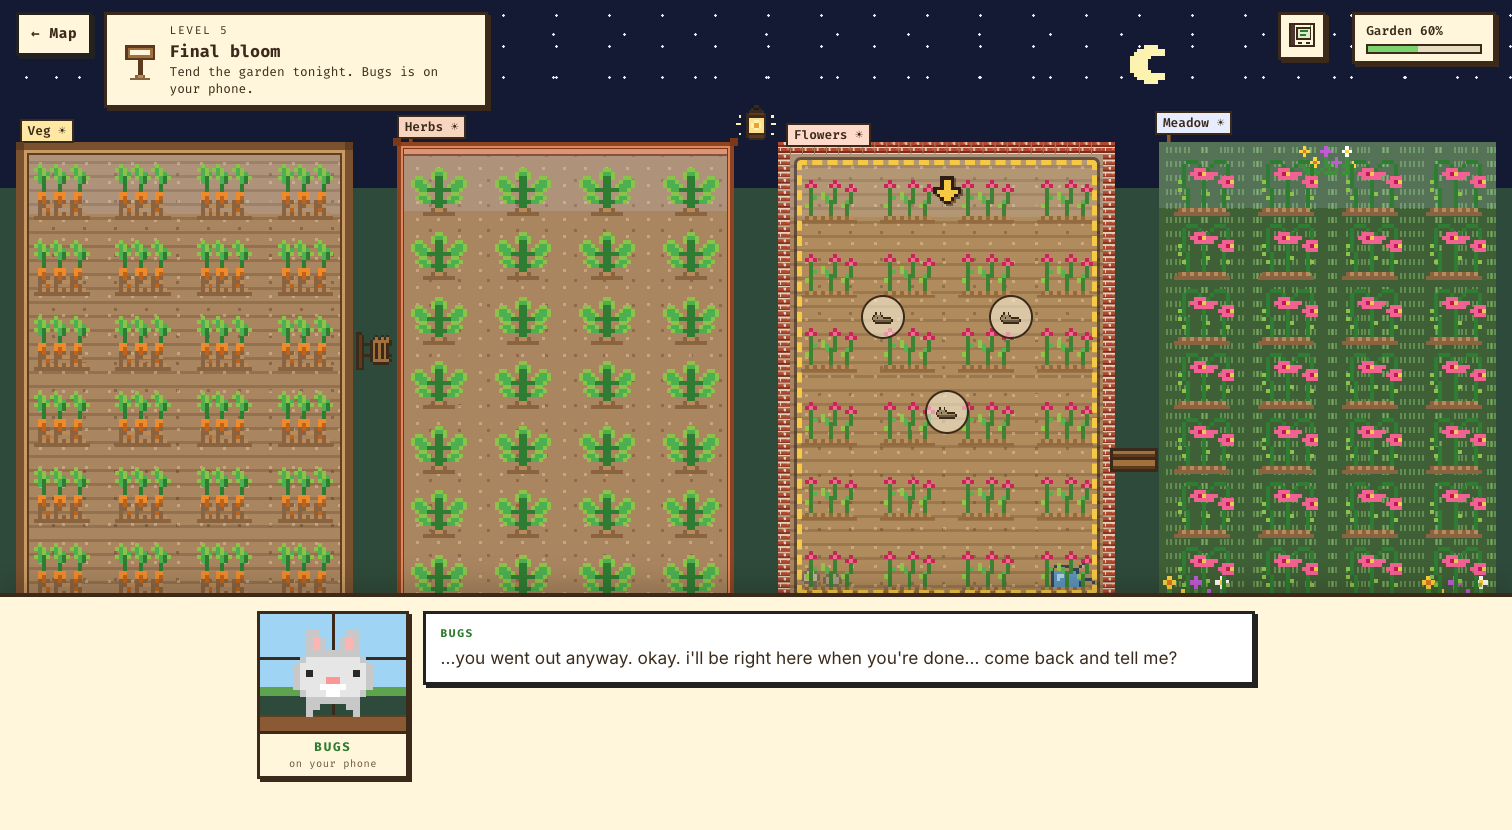 ← Map
LEVEL 5
Final bloom
Tend the garden tonight. Bugs is on
your phone.
Garden 60%
Veg ☀
Herbs ☀
Flowers ☀
Meadow ☀
BUGS
on your phone
BUGS
...you went out anyway. okay. i'll be right here when you're done... come back and tell me?